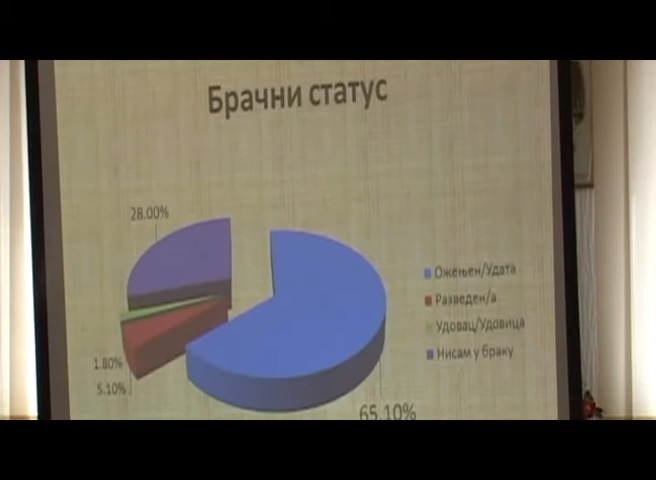 Брачни статус
28.00%
Ожењен/Удата
Разведен/а
Удовац/Удовица
Нисам у браку
1.80%
5.10%
65.10%